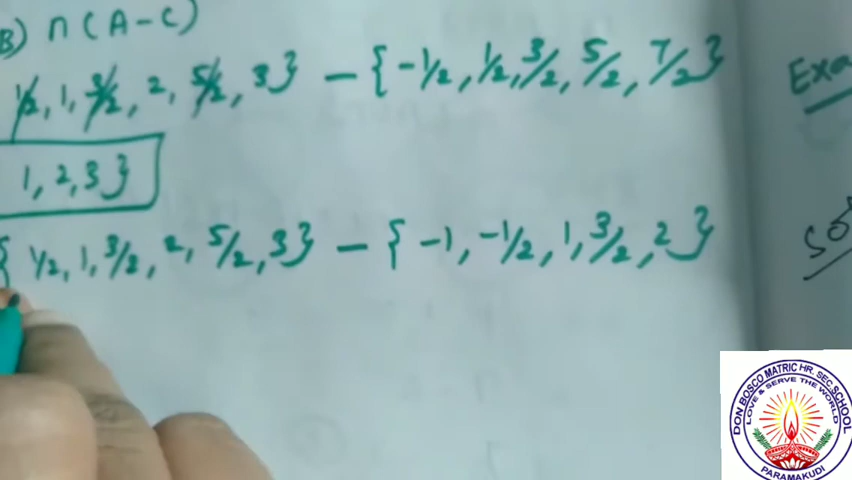 B) ∩ (A-C)
1/2, 1, 3/2, 2, 5/2, 3} - {-1/2, 1/2, 3/2, 5/2, 7/2}
1, 2, 3}
{ 1/2, 1, 3/2, 2, 5/2, 3} - {-1, -1/2, 1, 3/2, 2}
Exa
Sol
DON BOSCO MATRIC HR. SEC. SCHOOL
LOVE & SERVE THE WORLD
PARAMAKUDI